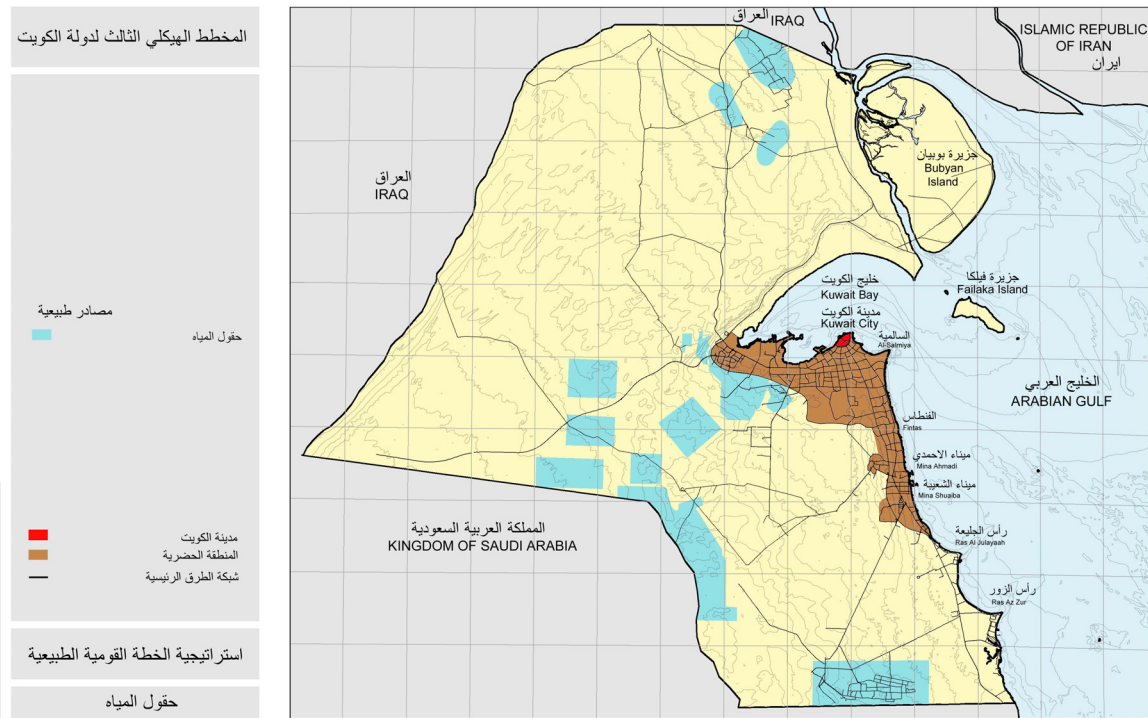 المخطط الهيكلي الثالث لدولة الكويت
مصادر طبيعية
حقول المياه
مدينة الكويت
المنطقة الحضرية
شبكة الطرق الرئيسية
استراتيجية الخطة القومية الطبيعية
حقول المياه
العراق IRAQ
ISLAMIC REPUBLIC
OF IRAN
ايران
العراق
IRAQ
جزيرة بوبيان
Bubyan
Island
جزيرة فيلكا
Failaka Island
خليج الكويت
Kuwait Bay
مدينة الكويت
Kuwait City
السالمية
Al-Salmiya
الخليج العربي
ARABIAN GULF
الفنطاس
Fintas
ميناء الاحمدي
Mina Ahmadi
ميناء الشعيبة
Mina Shuaiba
المملكة العربية السعودية
KINGDOM OF SAUDI ARABIA
رأس الجليعة
Ras Al Julayaah
رأس الزور
Ras Az Zur